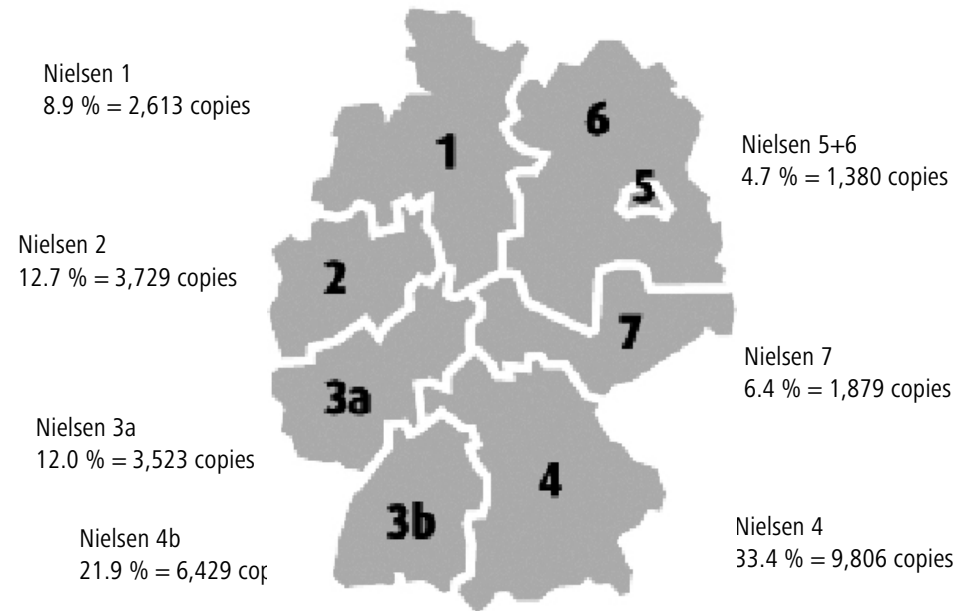 Nielsen 1
8.9 % = 2,613 copies
6
1
Nielsen 5+6
4.7 % = 1,380 copies
5
Nielsen 2
12.7 % = 3,729 copies
2
7
Nielsen 7
6.4 % = 1,879 copies
3a
Nielsen 3a
12.0 % = 3,523 copies
4
3b
Nielsen 4b
21.9 % = 6,429 cop
Nielsen 4
33.4 % = 9,806 copies